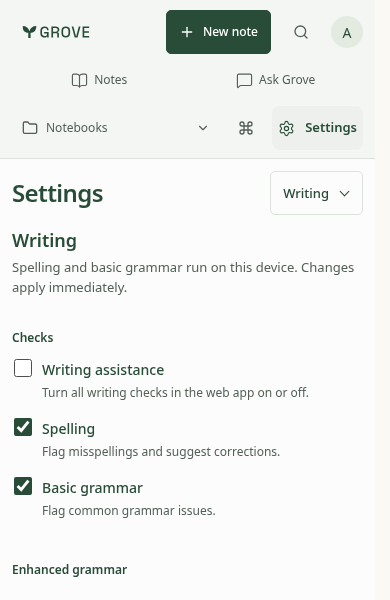 GROVE
New note
A
Notes
Ask Grove
Notebooks
Settings
Settings
Writing
Writing
Spelling and basic grammar run on this device. Changes
apply immediately.
Checks
Writing assistance
Turn all writing checks in the web app on or off.
Spelling
Flag misspellings and suggest corrections.
Basic grammar
Flag common grammar issues.
Enhanced grammar